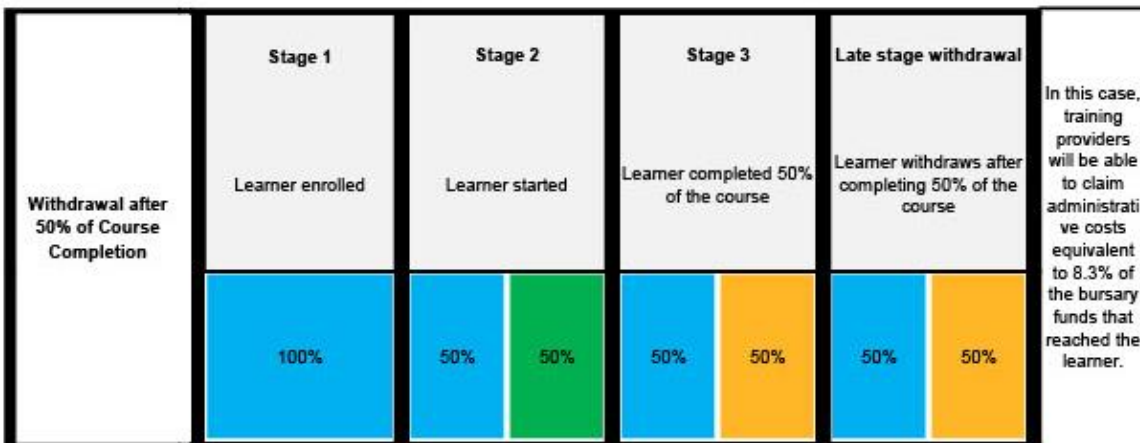 Withdrawal after
50% of Course
Completion
Stage 1
Learner enrolled
100%
Stage 2
Learner started
50%
50%
Stage 3
Learner completed 50%
of the course
50%
50%
Late stage withdrawal
Learner withdraws after
completing 50% of the
course
50%
50%
In this case,
training
providers
will be able
to claim
administrati
ve costs
equivalent
to 8.3% of
the bursary
funds that
reached the
learner.